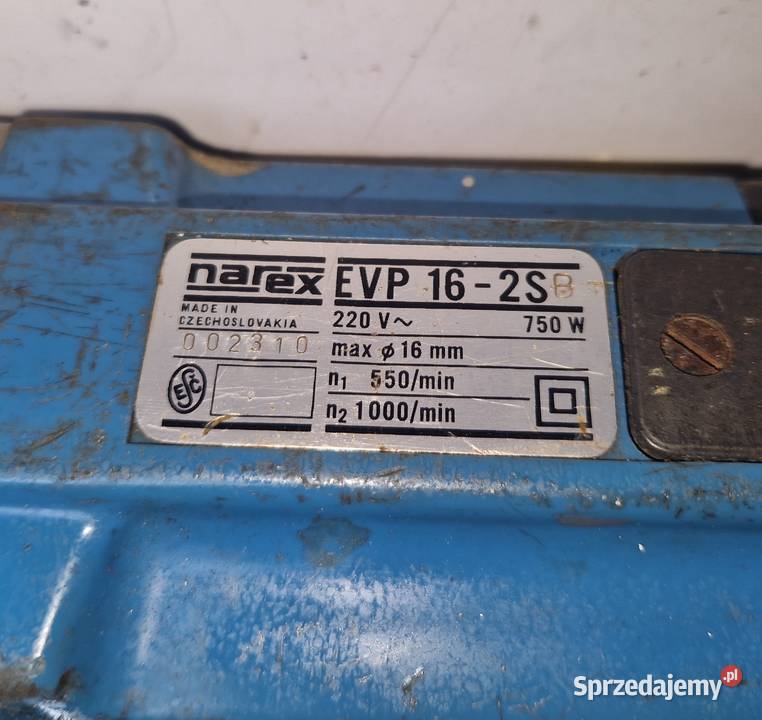 narex EVP 16-2SB
MADE IN
CZECHOSLOVAKIA
220 V~ 750 W
002310
max ⌀ 16 mm
ESC
n₁ 550/min
n₂ 1000/min
Sprzedajemy.pl